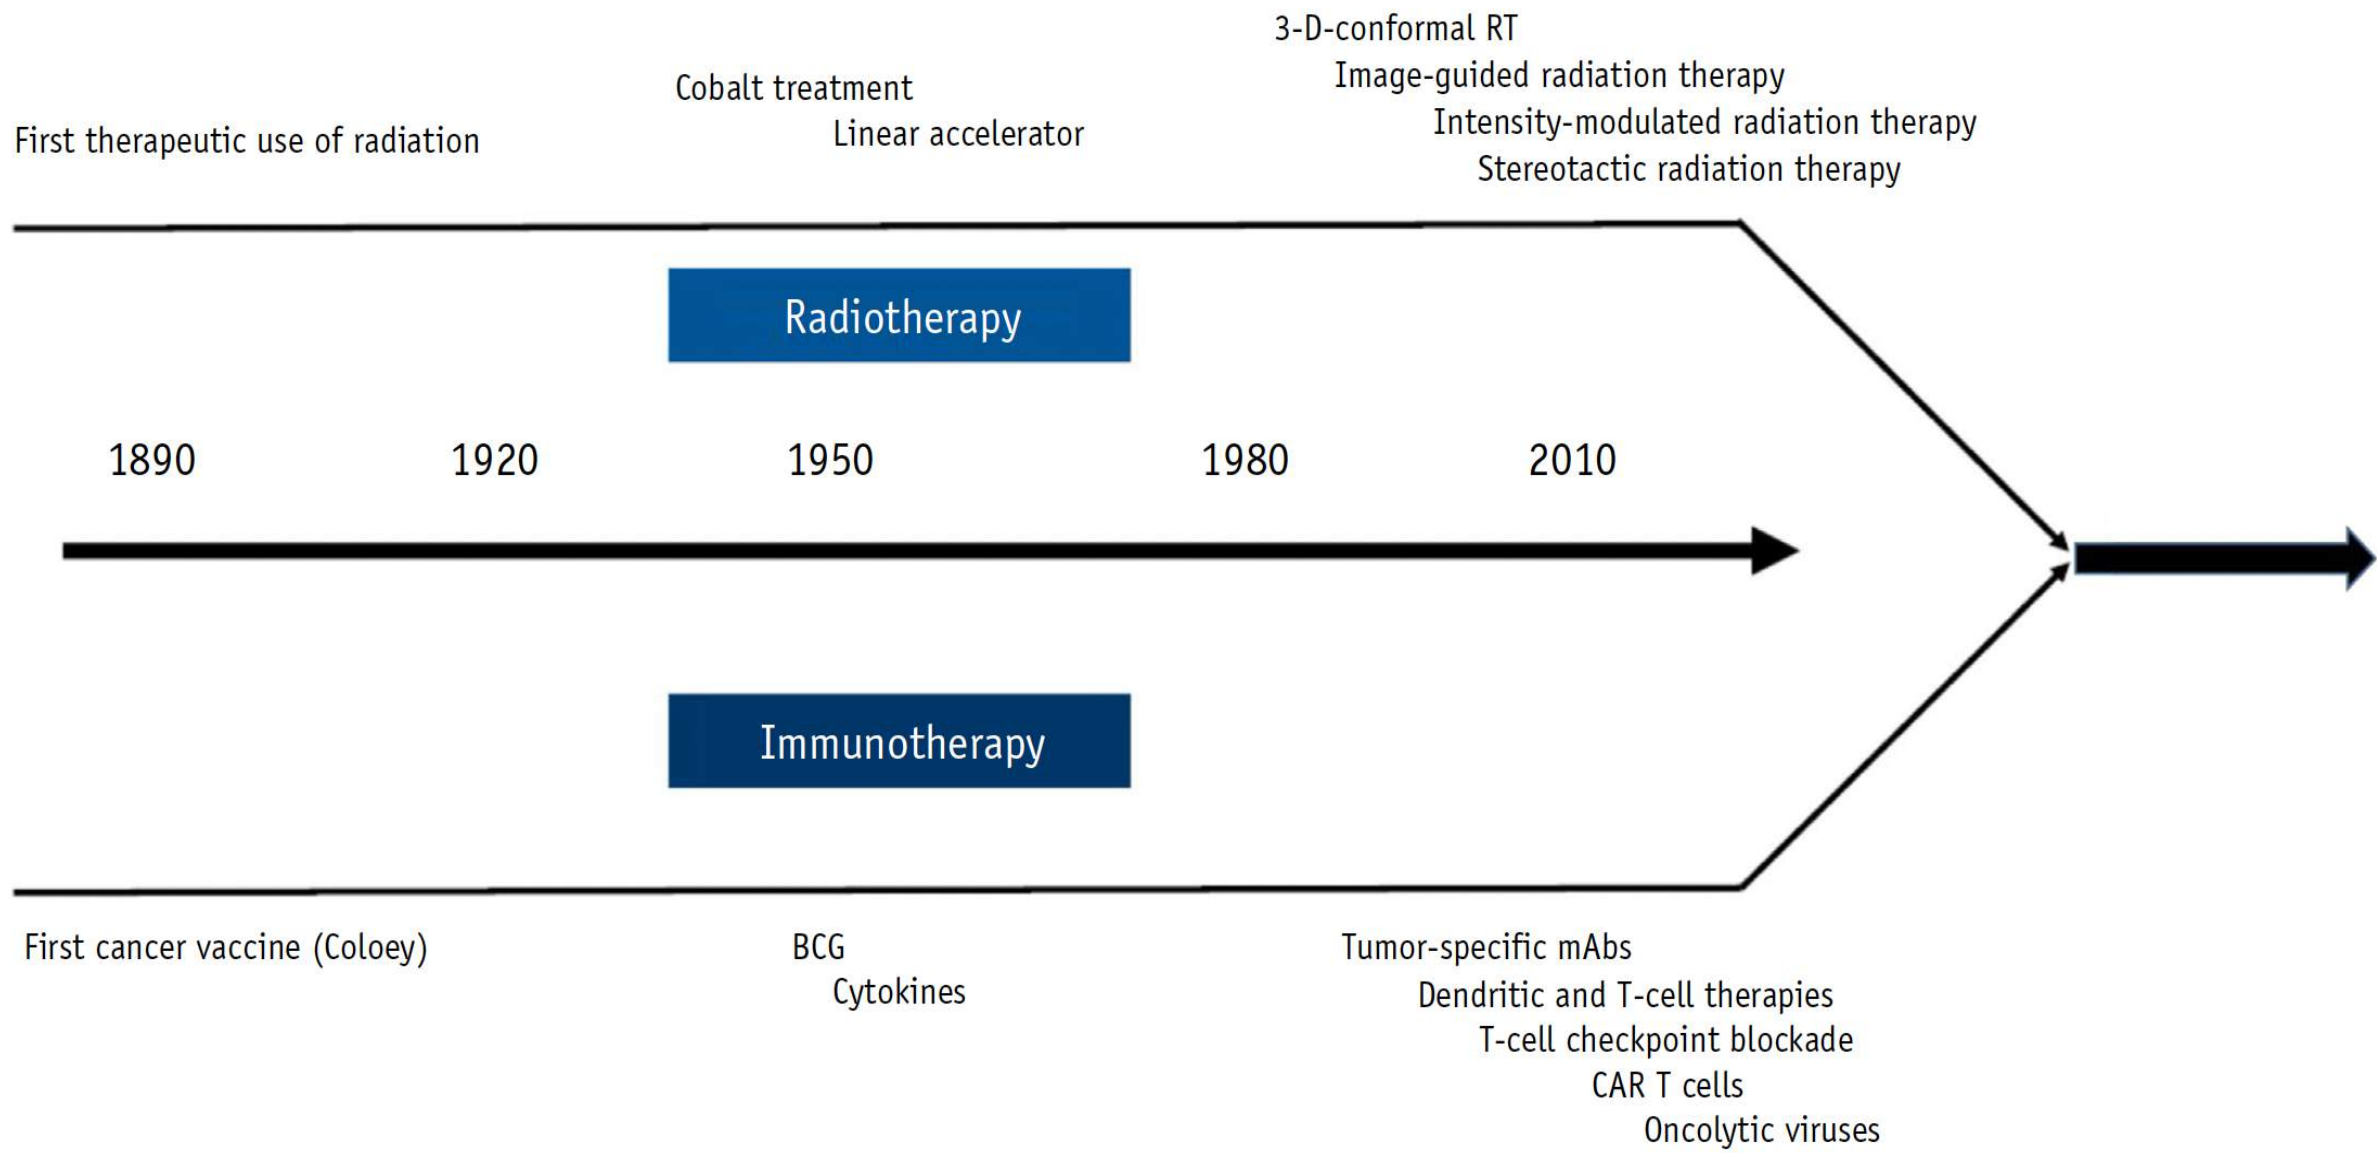 3-D-conformal RT
Image-guided radiation therapy
Intensity-modulated radiation therapy
Stereotactic radiation therapy
Cobalt treatment
Linear accelerator
First therapeutic use of radiation
Radiotherapy
1890 1920 1950 1980 2010
Immunotherapy
First cancer vaccine (Coloey)
BCG
Cytokines
Tumor-specific mAbs
Dendritic and T-cell therapies
T-cell checkpoint blockade
CAR T cells
Oncolytic viruses